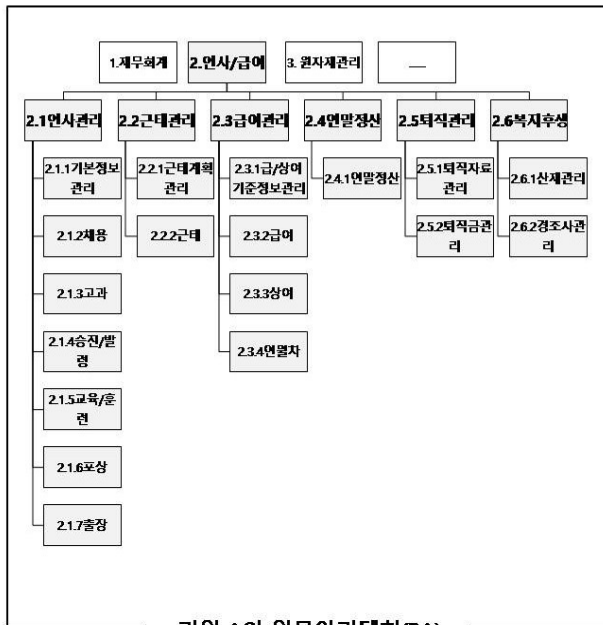 1.재무회계
2.인사/급여
3. 원자재관리
2.1인사관리
2.2근태관리
2.3급여관리
2.4연말정산
2.5퇴직관리
2.6복지후생
2.1.1기본정보
관리
2.2.1근태계획
관리
2.3.1급/상여
기준정보관리
2.4.1연말정산
2.5.1퇴직자료
관리
2.6.1산재관리
2.1.2채용
2.2.2근태
2.3.2급여
2.5.2퇴직금관
리
2.6.2경조사관
리
2.1.3고과
2.3.3상여
2.1.4승진/발
령
2.3.4연월차
2.1.5교육/훈
련
2.1.6포상
2.1.7출장